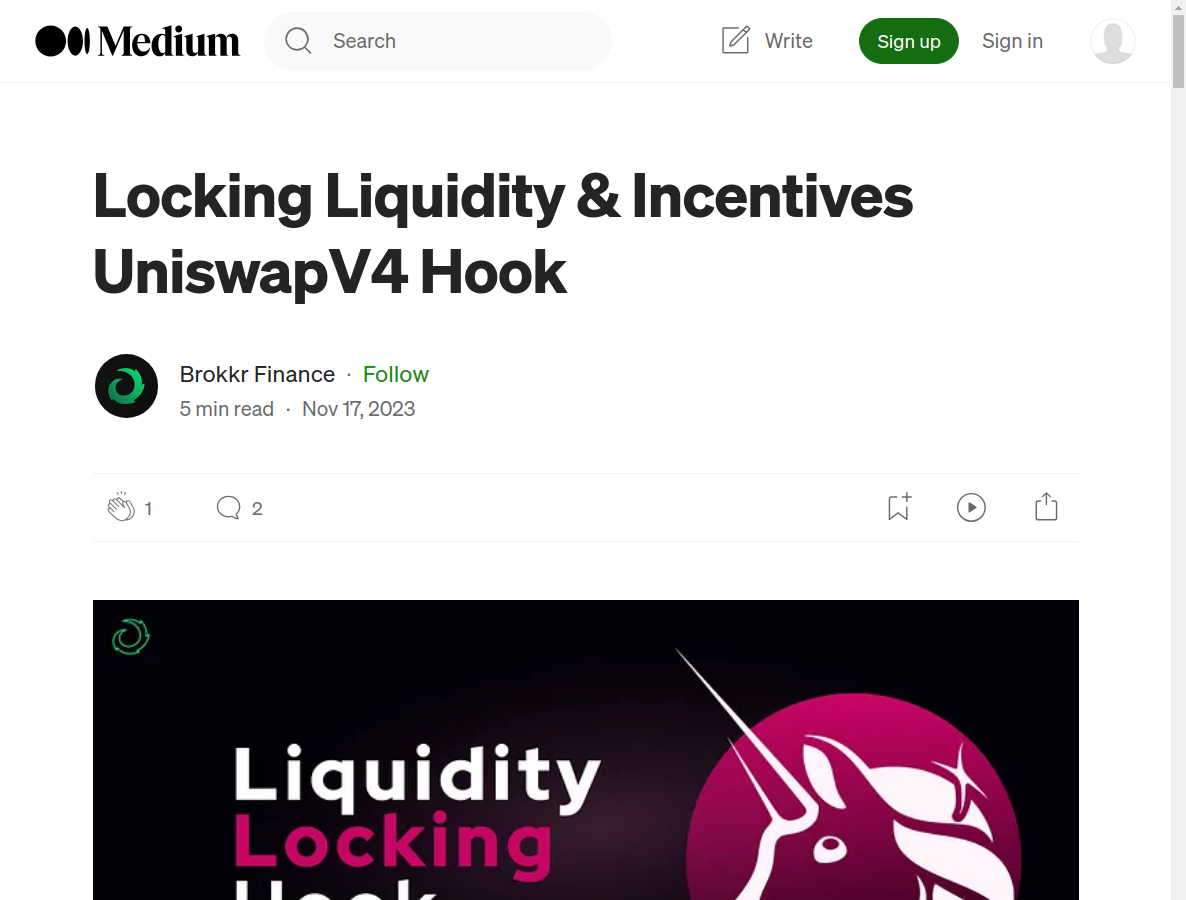 Medium
Search
Write
Sign up
Sign in
Locking Liquidity & Incentives
UniswapV4 Hook
Brokkr Finance · Follow
5 min read · Nov 17, 2023
1
2
Liquidity
Locking
Hook